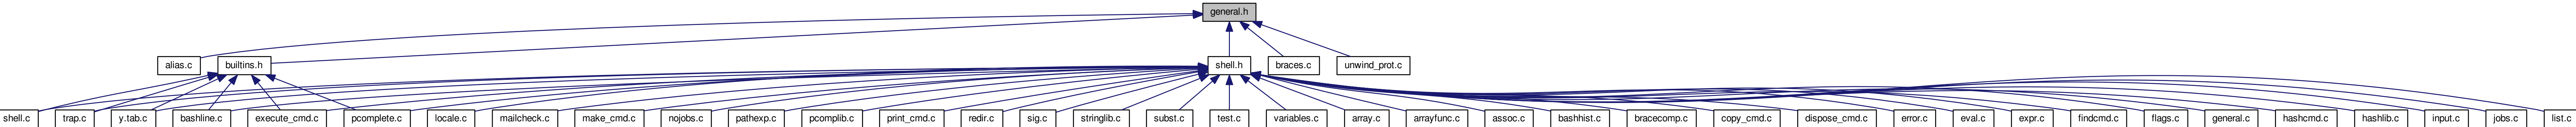 general.h
alias.c
builtins.h
shell.h
braces.c
unwind_prot.c
shell.c
trap.c
y.tab.c
bashline.c
execute_cmd.c
pcomplete.c
locale.c
mailcheck.c
make_cmd.c
nojobs.c
pathexp.c
pcomplib.c
print_cmd.c
redir.c
sig.c
stringlib.c
subst.c
test.c
variables.c
array.c
arrayfunc.c
assoc.c
bashhist.c
bracecomp.c
copy_cmd.c
dispose_cmd.c
error.c
eval.c
expr.c
findcmd.c
flags.c
general.c
hashcmd.c
hashlib.c
input.c
jobs.c
list.c